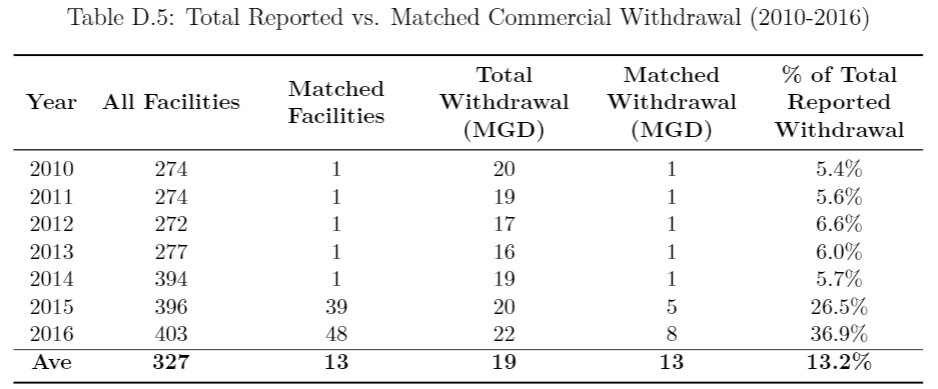 Table D.5: Total Reported vs. Matched Commercial Withdrawal (2010-2016)
Year All Facilities Matched Facilities Total Withdrawal (MGD) Matched Withdrawal (MGD) % of Total Reported Withdrawal
2010 274 1 20 1 5.4%
2011 274 1 19 1 5.6%
2012 272 1 17 1 6.6%
2013 277 1 16 1 6.0%
2014 394 1 19 1 5.7%
2015 396 39 20 5 26.5%
2016 403 48 22 8 36.9%
Ave 327 13 19 13 13.2%